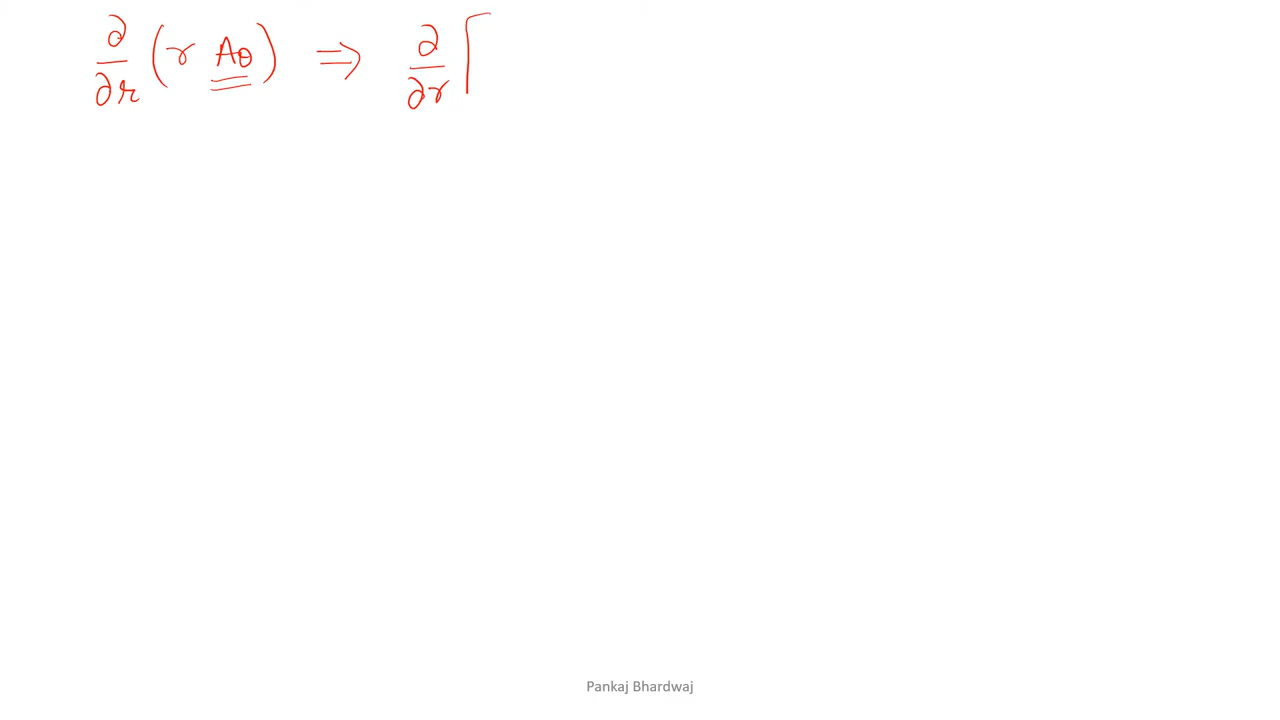 ∂/∂r (r Aθ) ⇒ ∂/∂r [
Pankaj Bhardwaj